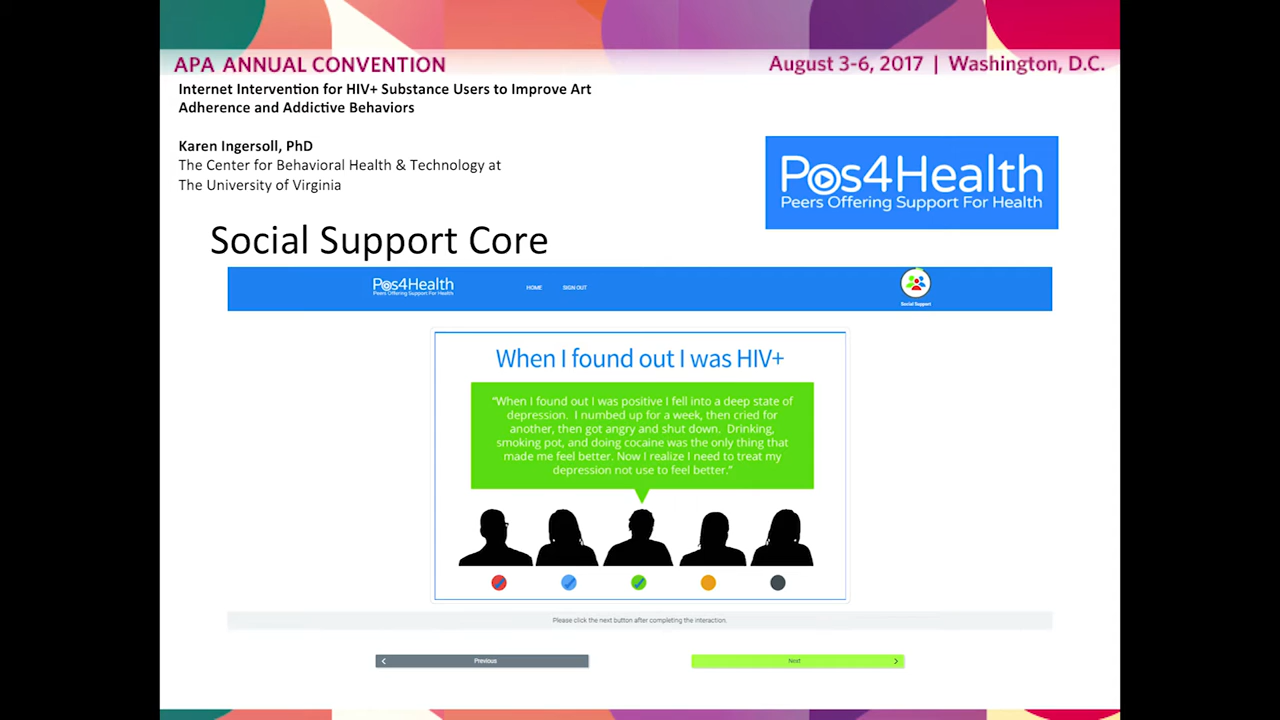 APA ANNUAL CONVENTION
August 3-6, 2017 | Washington, D.C.
Internet Intervention for HIV+ Substance Users to Improve Art
Adherence and Addictive Behaviors
Karen Ingersoll, PhD
The Center for Behavioral Health & Technology at
The University of Virginia
Pos4Health
Peers Offering Support For Health
Social Support Core
Pos4Health
Peers Offering Support For Health
HOME
SIGN OUT
Social Support
When I found out I was HIV+
“When I found out I was positive I fell into a deep state of
depression. I numbed up for a week, then cried for
another, then got angry and shut down. Drinking,
smoking pot, and doing cocaine was the only thing that
made me feel better. Now I realize I need to treat my
depression not use to feel better.”
Please click the next button after completing the interaction.
Previous
Next